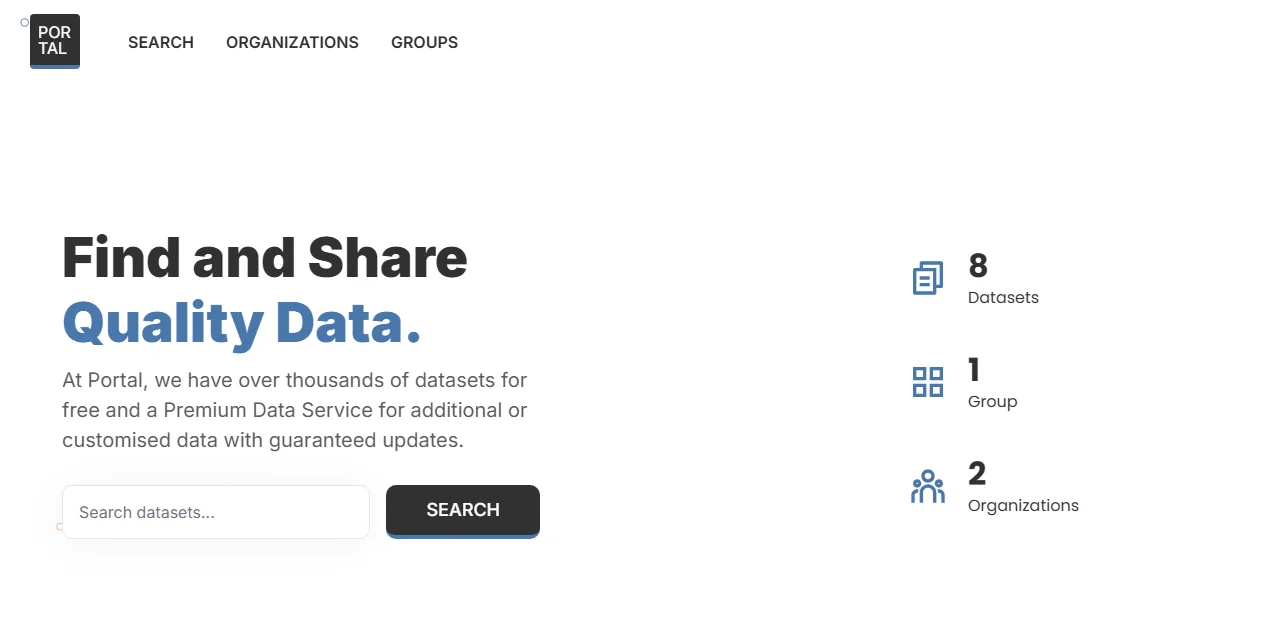 POR
TAL
SEARCH ORGANIZATIONS GROUPS
Find and Share
Quality Data.
At Portal, we have over thousands of datasets for
free and a Premium Data Service for additional or
customised data with guaranteed updates.
Search datasets...
SEARCH
8
Datasets
1
Group
2
Organizations